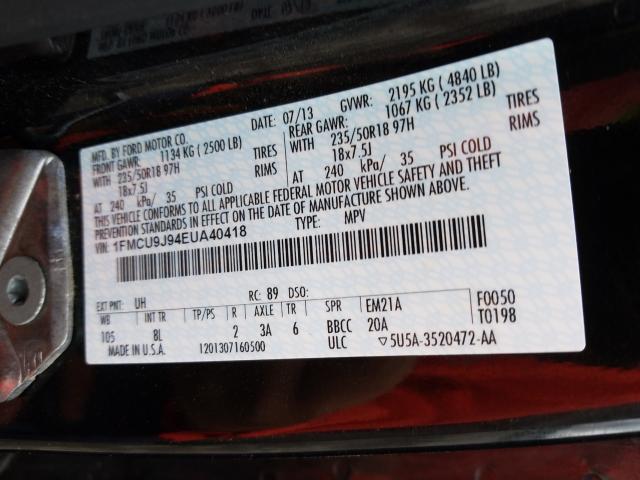 MFD. BY FORD MOTOR CO. DATE: 07/13 GVWR: 2195 KG ( 4840 LB)
FRONT GAWR: 1134 KG ( 2500 LB) REAR GAWR: 1067 KG ( 2352 LB)
WITH 235/50R18 97H TIRES WITH 235/50R18 97H TIRES
18x7.5J RIMS 18x7.5J RIMS
AT 240 kPa/ 35 PSI COLD AT 240 kPa/ 35 PSI COLD
THIS VEHICLE CONFORMS TO ALL APPLICABLE FEDERAL MOTOR VEHICLE SAFETY AND THEFT
PREVENTION STANDARDS IN EFFECT ON THE DATE OF MANUFACTURE SHOWN ABOVE.
VIN: 1FMCU9J94EUA40418 TYPE: MPV
EXT PNT: UH RC: 89 DSO: F0050
WB INT TR TP/PS R AXLE TR SPR EM21A T0198
105 8L 2 3A 6 BBCC 20A
MADE IN U.S.A. 1201307160500 ULC ▽5U5A-3520472-AA